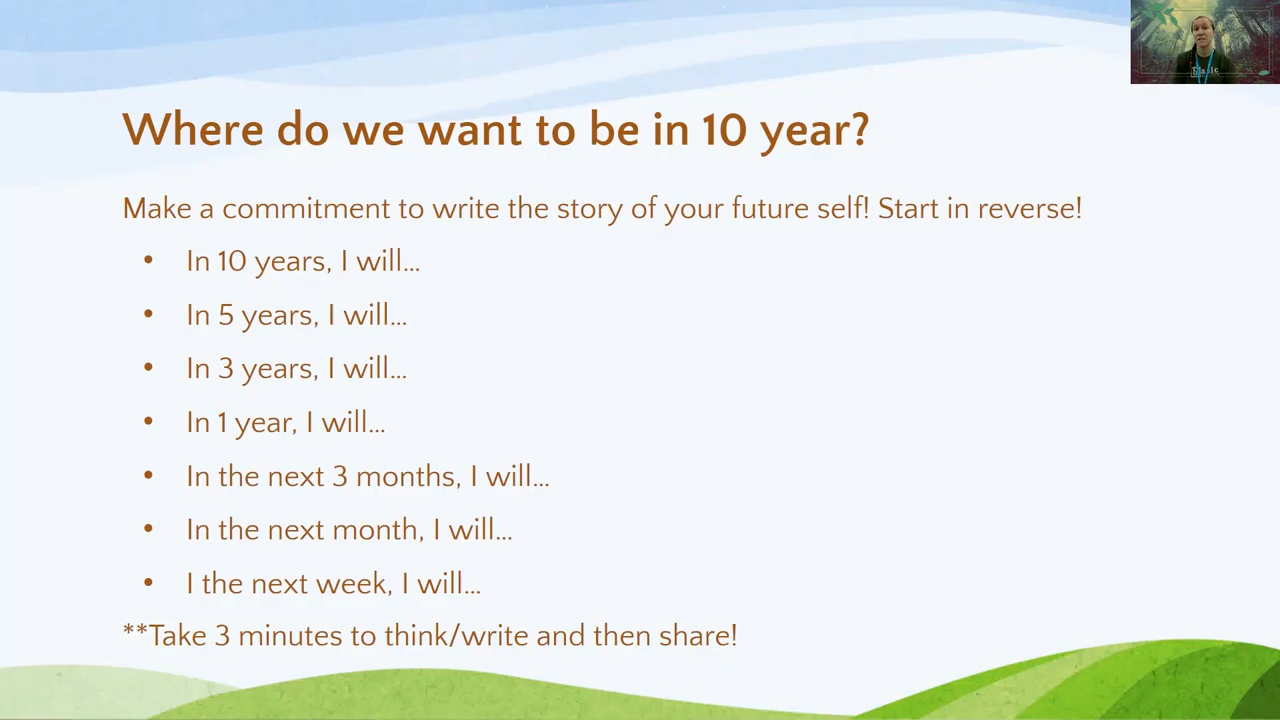 Where do we want to be in 10 year?
Make a commitment to write the story of your future self! Start in reverse!
• In 10 years, I will...
• In 5 years, I will...
• In 3 years, I will...
• In 1 year, I will...
• In the next 3 months, I will...
• In the next month, I will...
• I the next week, I will...
**Take 3 minutes to think/write and then share!